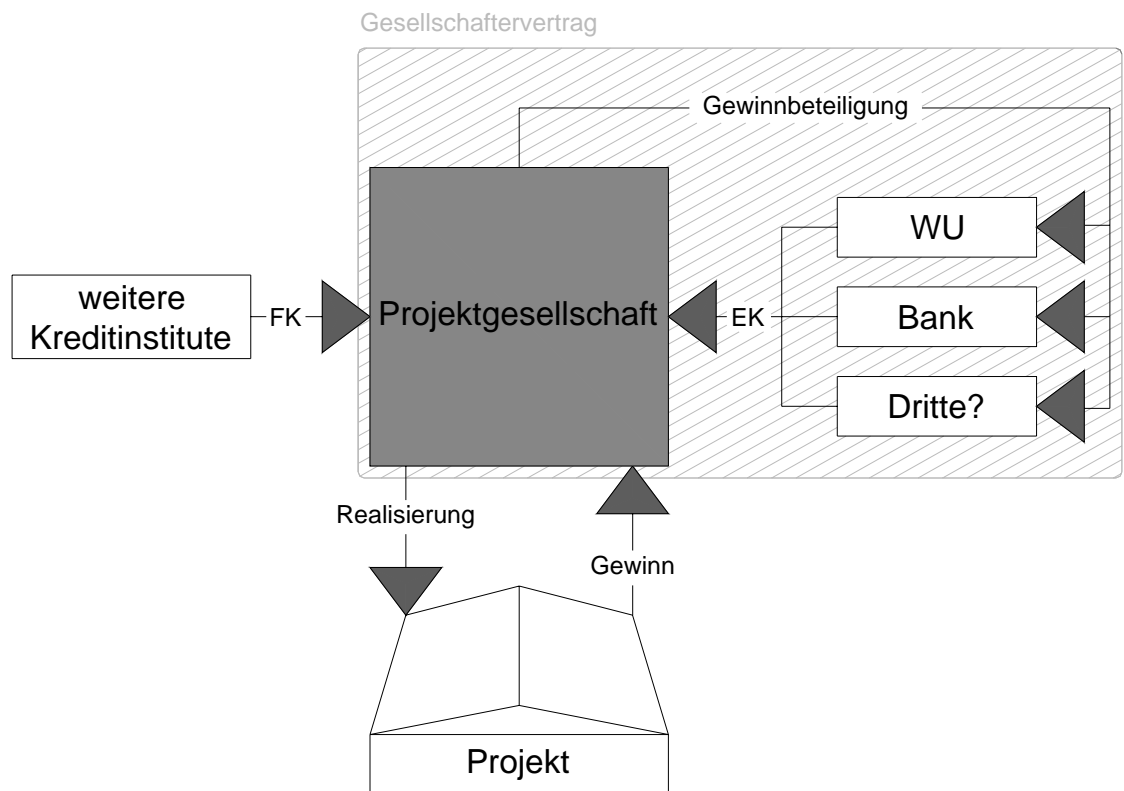 Gesellschaftervertrag
Gewinnbeteiligung
WU
weitere
Kreditinstitute
FK
Projektgesellschaft
EK
Bank
Dritte?
Realisierung
Gewinn
Projekt